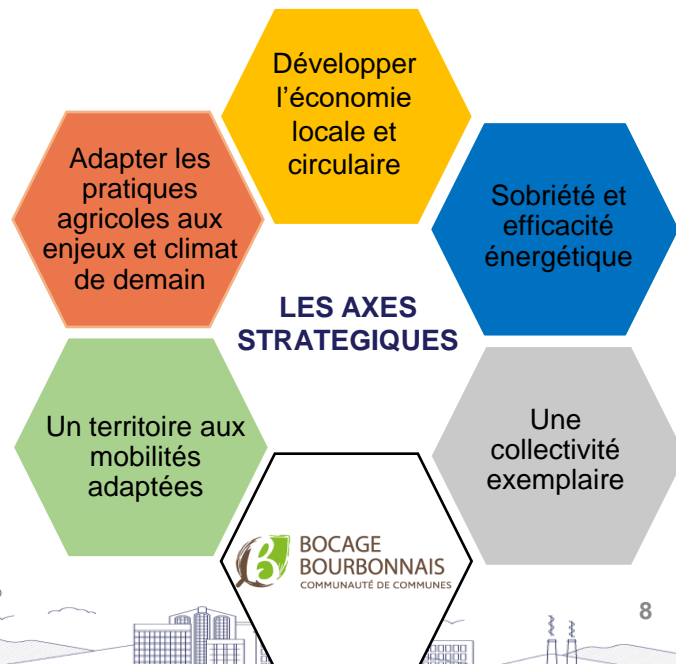 Développer
l'économie
locale et
circulaire
Adapter les
pratiques
agricoles aux
enjeux et climat
de demain
Sobriété et
efficacité
énergétique
LES AXES
STRATEGIQUES
Un territoire aux
mobilités
adaptées
Une
collectivité
exemplaire
BOCAGE
BOURBONNAIS
COMMUNAUTÉ DE COMMUNES
8